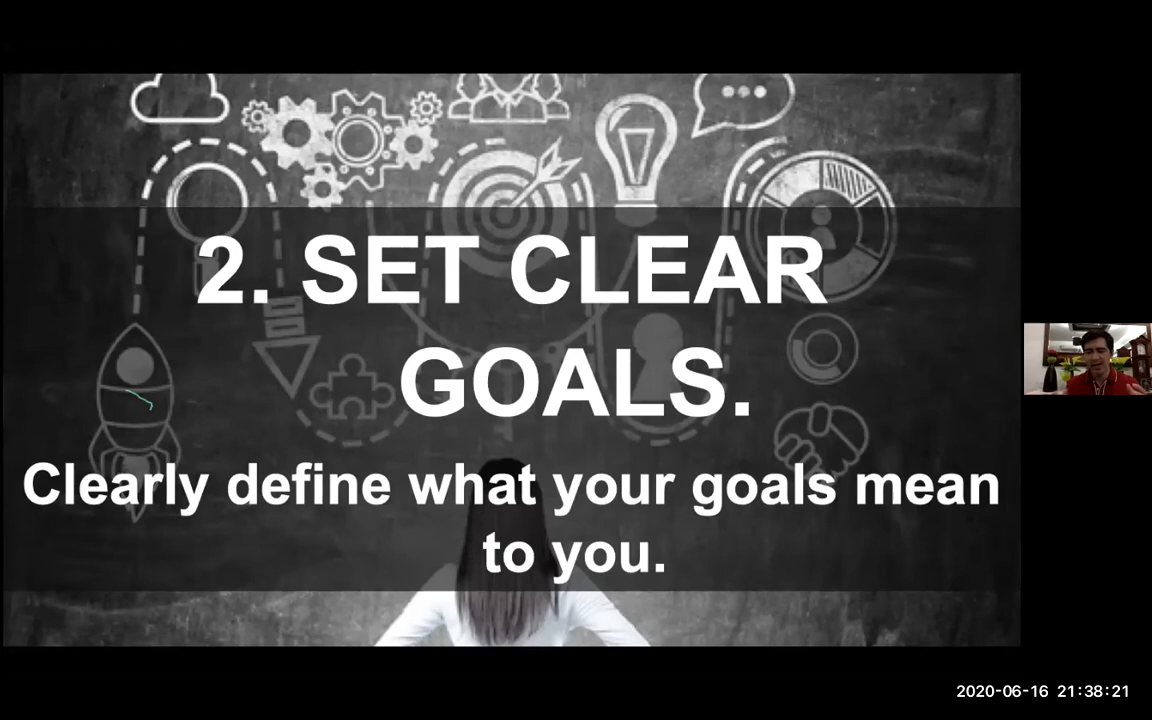 2. SET CLEAR
GOALS.
Clearly define what your goals mean
to you.
2020-06-16 21:38:21